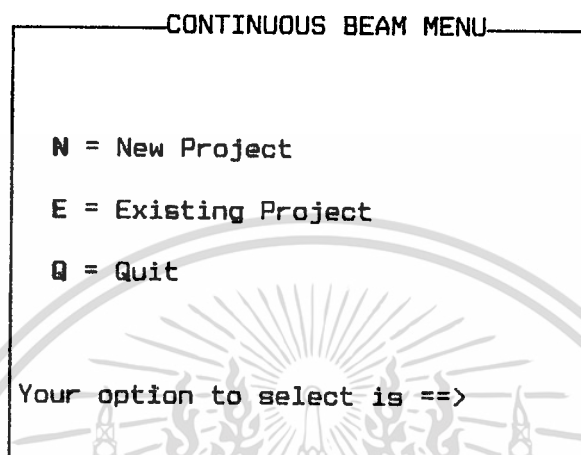 CONTINUOUS BEAM MENU
N = New Project
E = Existing Project
Q = Quit
Your option to select is ==>